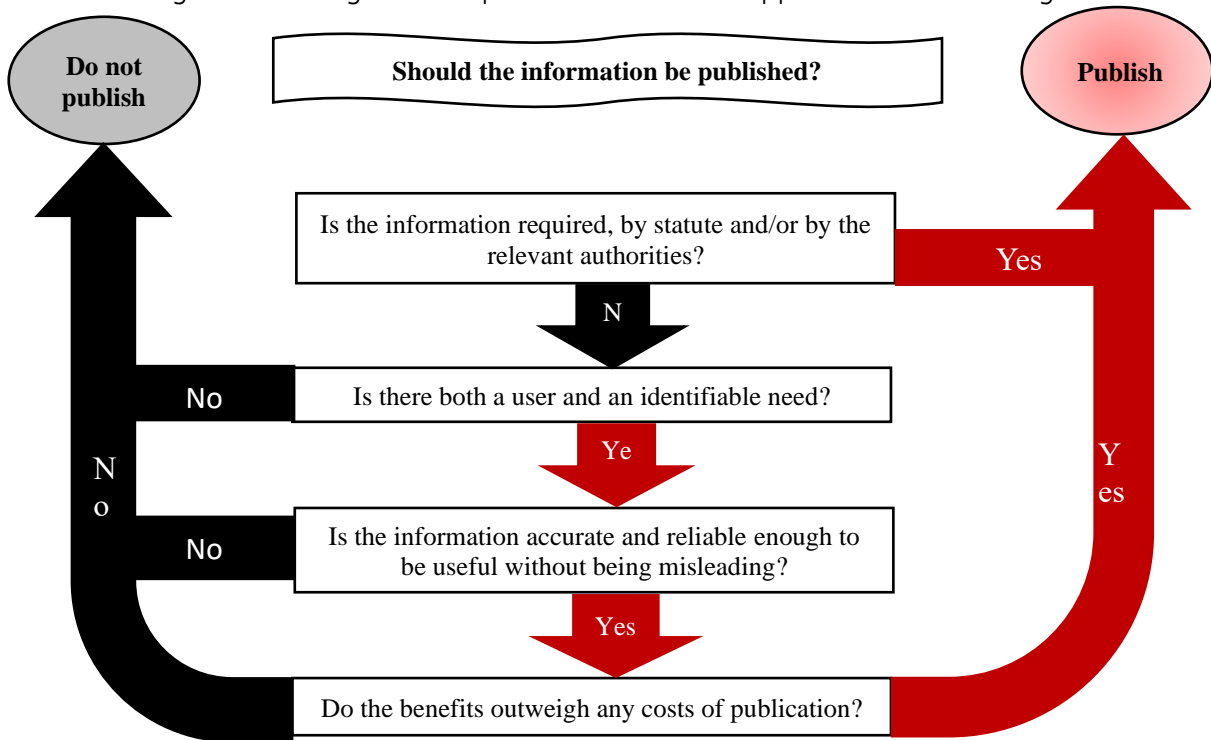 Do not
publish
Should the information be published?
Publish
Is the information required, by statute and/or by the
relevant authorities?
Yes
N
No
Is there both a user and an identifiable need?
Ye
N
o
Y
es
No
Is the information accurate and reliable enough to
be useful without being misleading?
Yes
Do the benefits outweigh any costs of publication?